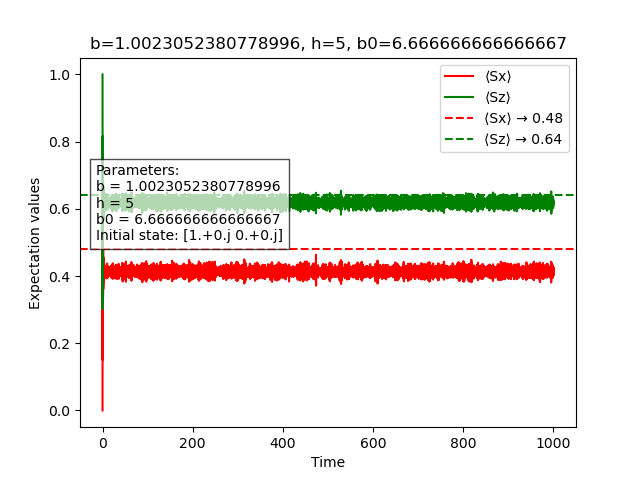 b=1.0023052380778996, h=5, b0=6.666666666666667
1.0
0.8
0.6
0.4
0.2
0.0
Expectation values
⟨Sx⟩
⟨Sz⟩
⟨Sx⟩ → 0.48
⟨Sz⟩ → 0.64
Parameters:
b = 1.0023052380778996
h = 5
b0 = 6.666666666666667
Initial state: [1.+0.j 0.+0.j]
0 200 400 600 800 1000
Time